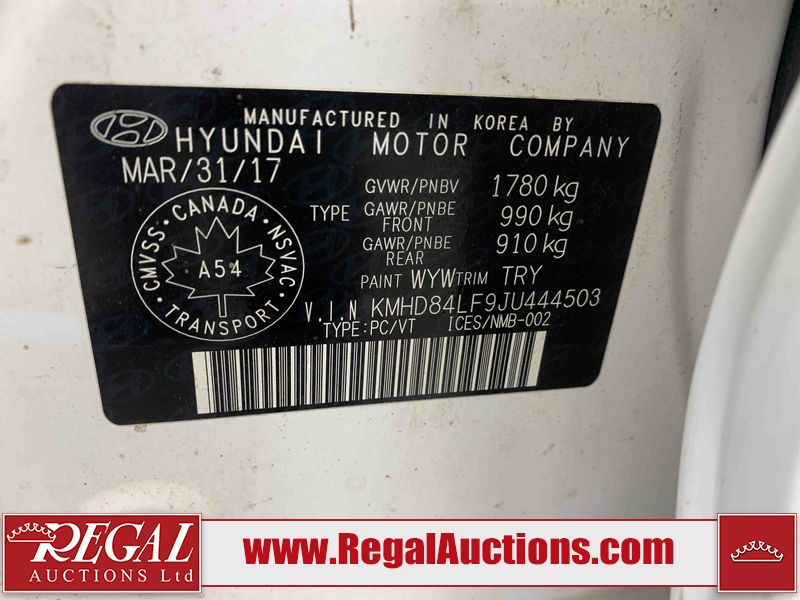 MANUFACTURED IN KOREA BY
HYUNDAI MOTOR COMPANY
MAR/31/17
GVWR/PNBV 1780 kg
TYPE GAWR/PNBE FRONT 990 kg
GAWR/PNBE REAR 910 kg
PAINT WYW TRIM TRY
CMVSS · CANADA · NSVAC
A54
TRANSPORT
V.I.N KMHD84LF9JU444503
TYPE:PC/VT ICES/NMB-002
REGAL
AUCTIONS Ltd
www.RegalAuctions.com